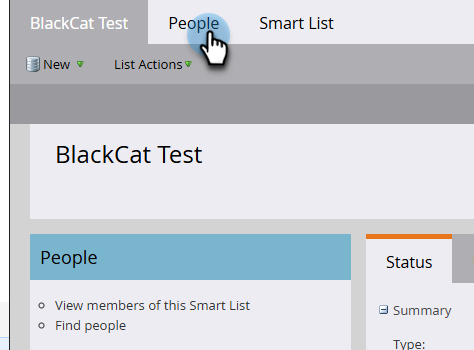 BlackCat Test People Smart List
New List Actions
BlackCat Test
People
View members of this Smart List
Find people
Status
Summary
Type: